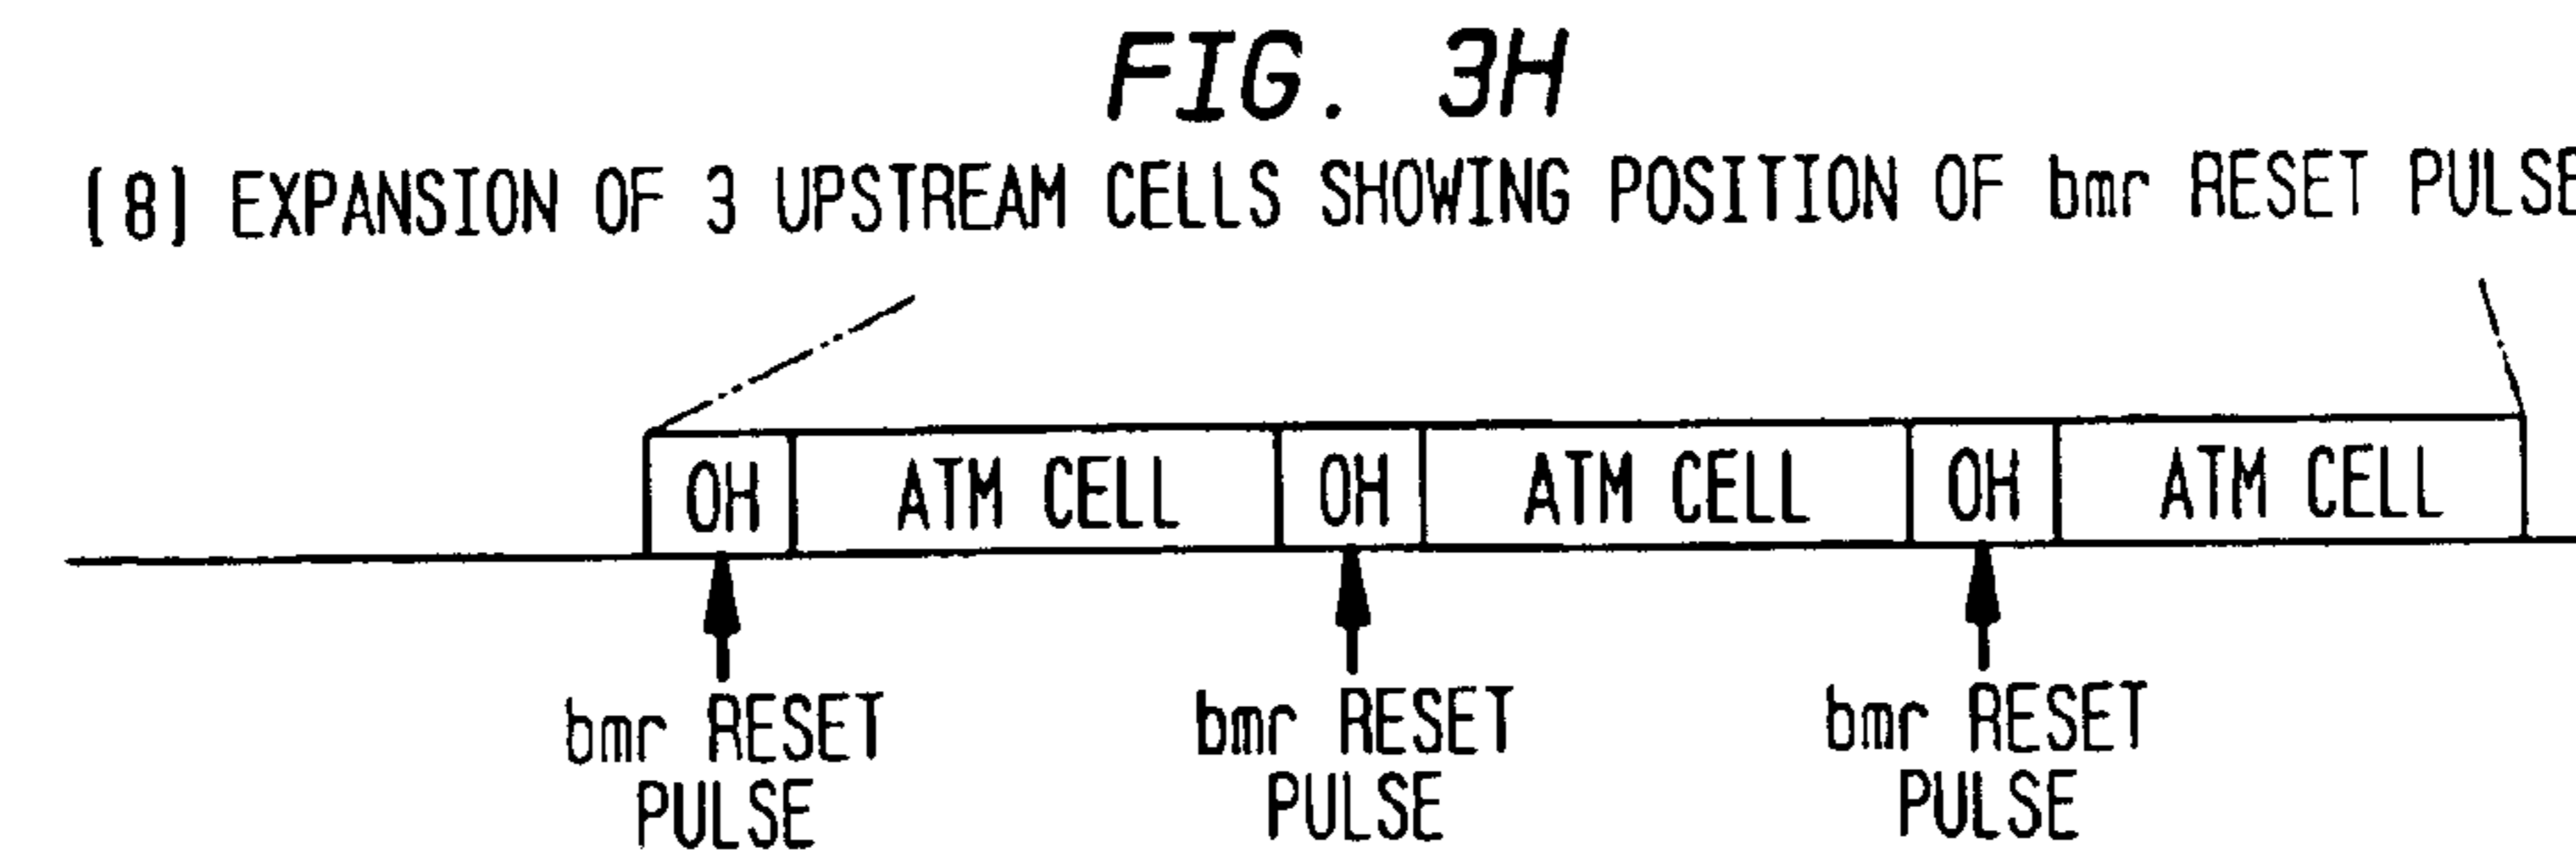 FIG. 3H
(8) EXPANSION OF 3 UPSTREAM CELLS SHOWING POSITION OF bmr RESET PULSE
OH ATM CELL OH ATM CELL OH ATM CELL
bmr RESET PULSE
bmr RESET PULSE
bmr RESET PULSE